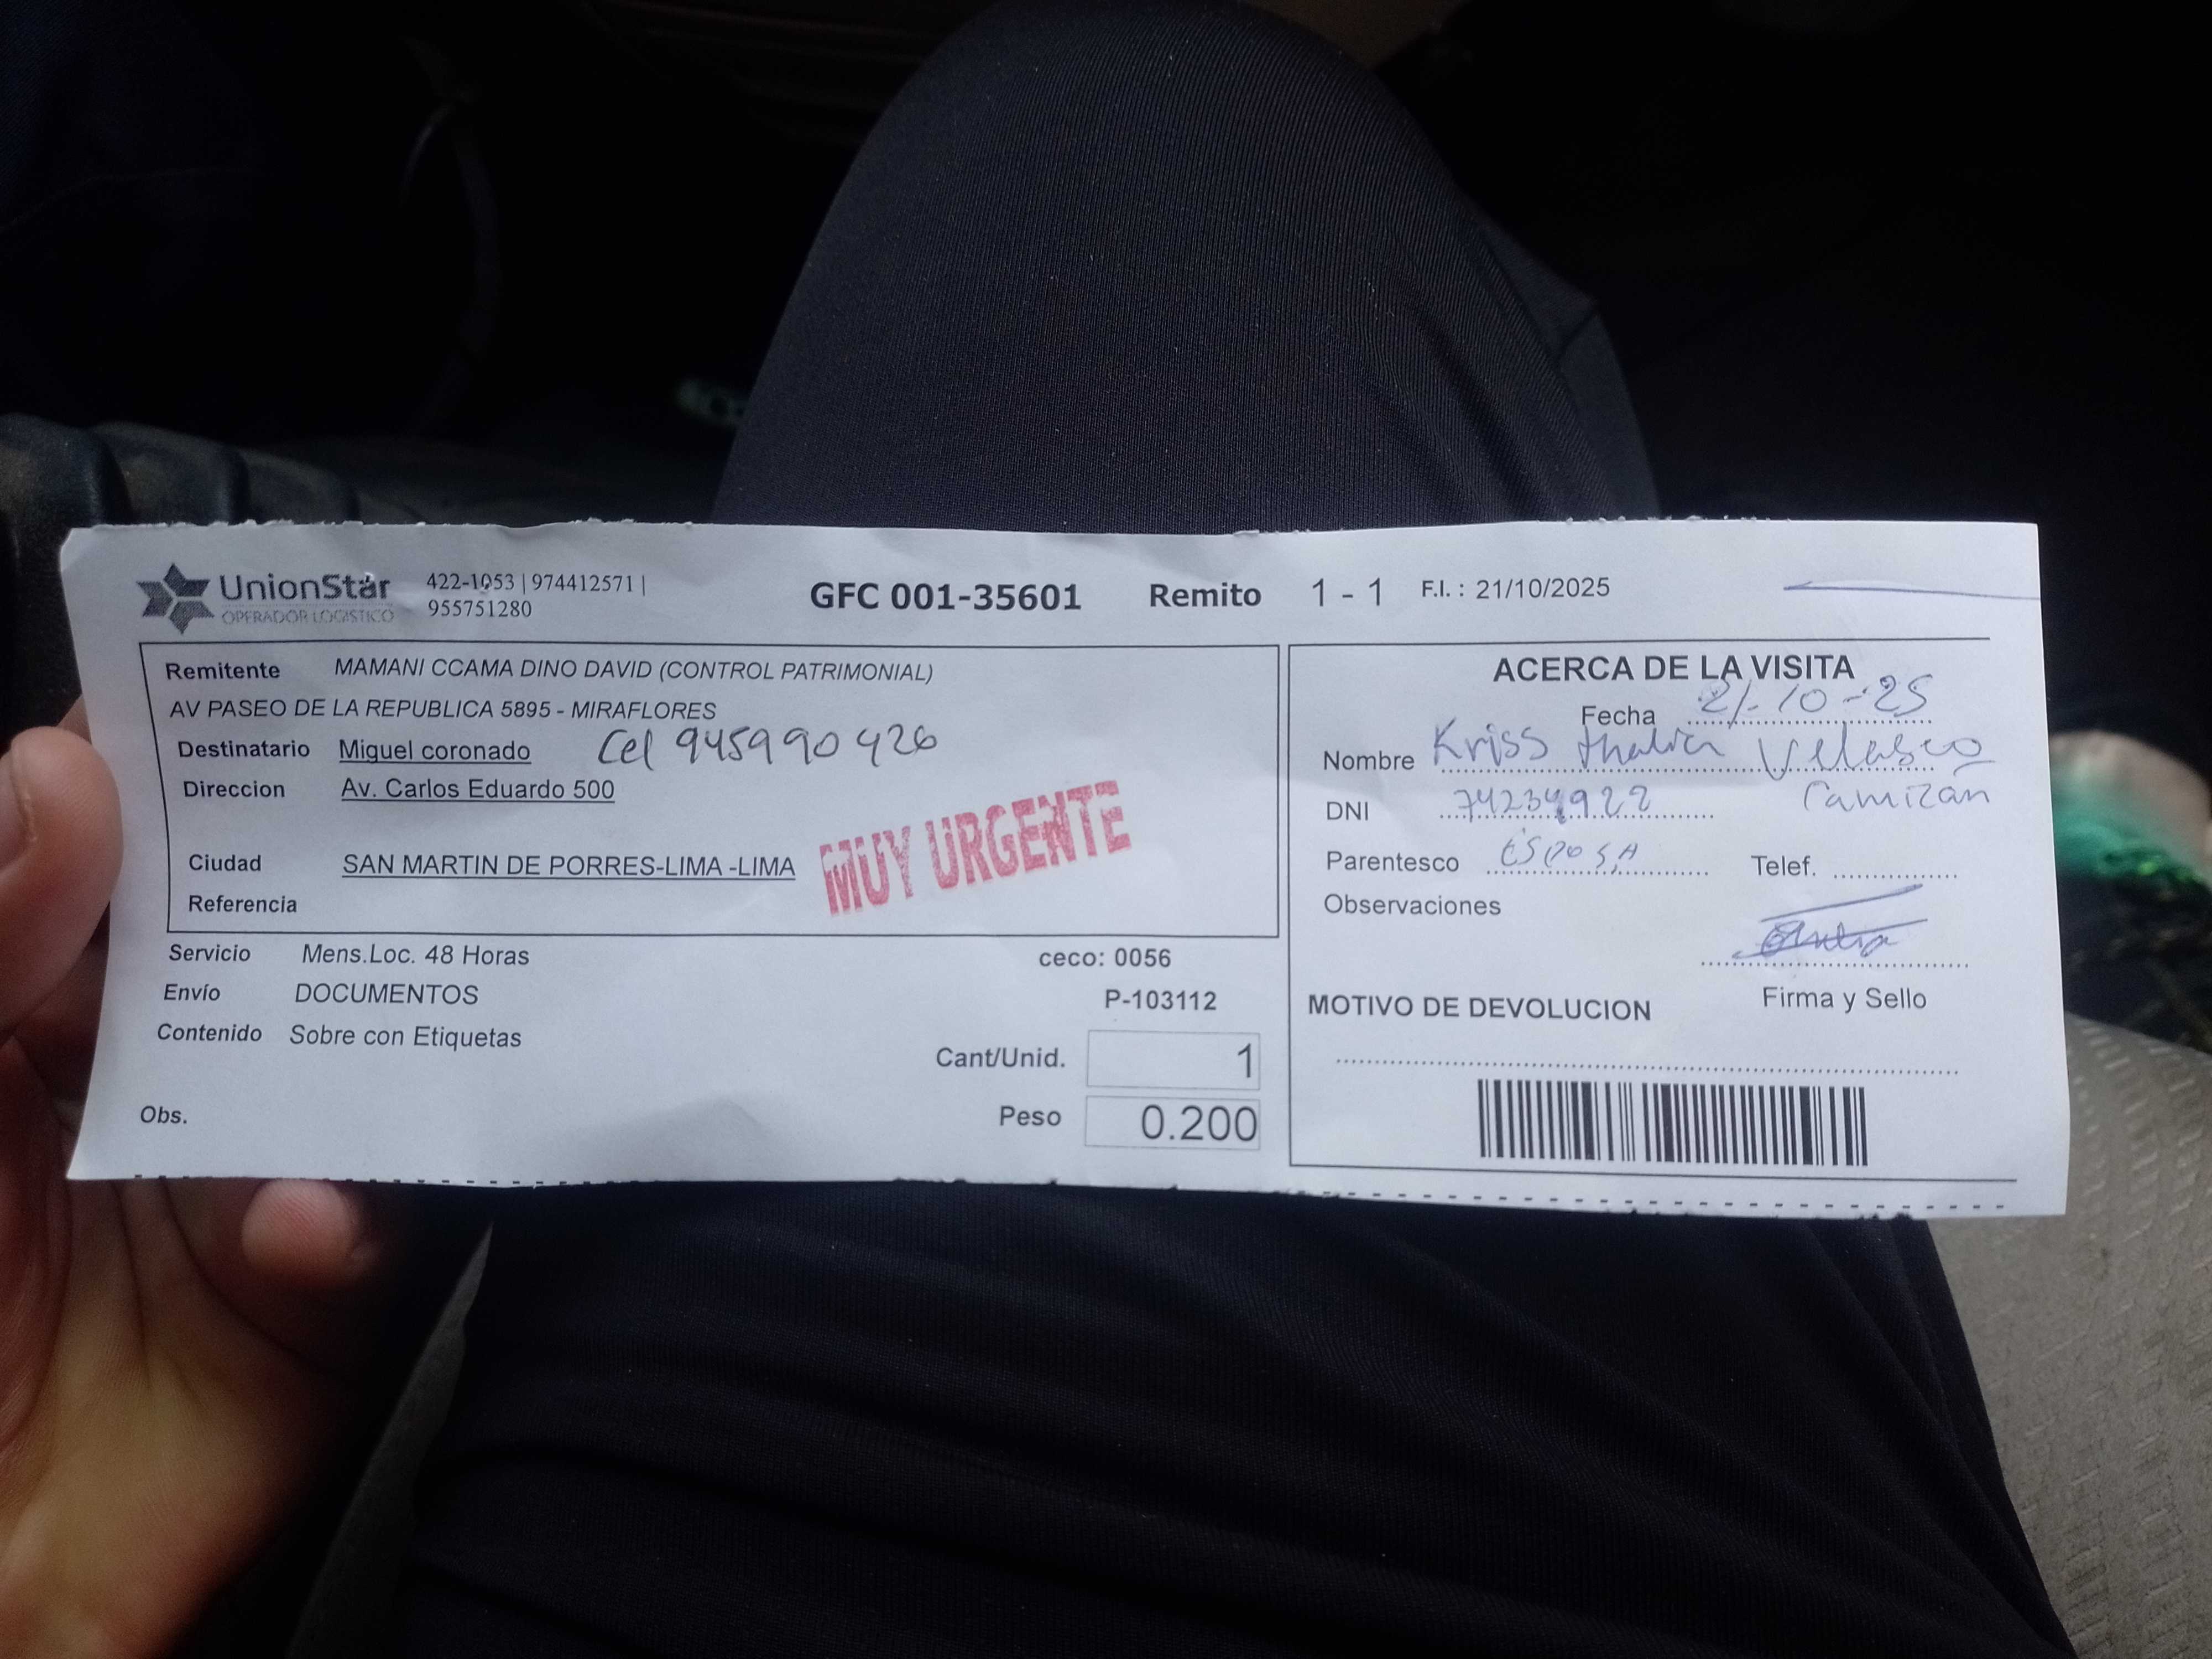 UnionStar
OPERADOR LOGISTICO
422-1053 | 974412571 |
955751280
GFC 001-35601 Remito 1 - 1 F.I. : 21/10/2025
Remitente MAMANI CCAMA DINO DAVID (CONTROL PATRIMONIAL)
AV PASEO DE LA REPUBLICA 5895 - MIRAFLORES
Destinatario Miguel coronado Cel 945990426
Direccion Av. Carlos Eduardo 500
Ciudad SAN MARTIN DE PORRES-LIMA -LIMA
MUY URGENTE
Referencia
Servicio Mens.Loc. 48 Horas ceco: 0056
Envío DOCUMENTOS P-103112
Contenido Sobre con Etiquetas
Cant/Unid. 1
Obs. Peso 0.200
ACERCA DE LA VISITA
Fecha 21-10-25
Nombre Kriss thalia Velasco
DNI 74234922
Parentesco ESPOSA Telef.
Observaciones
Firma y Sello
MOTIVO DE DEVOLUCION